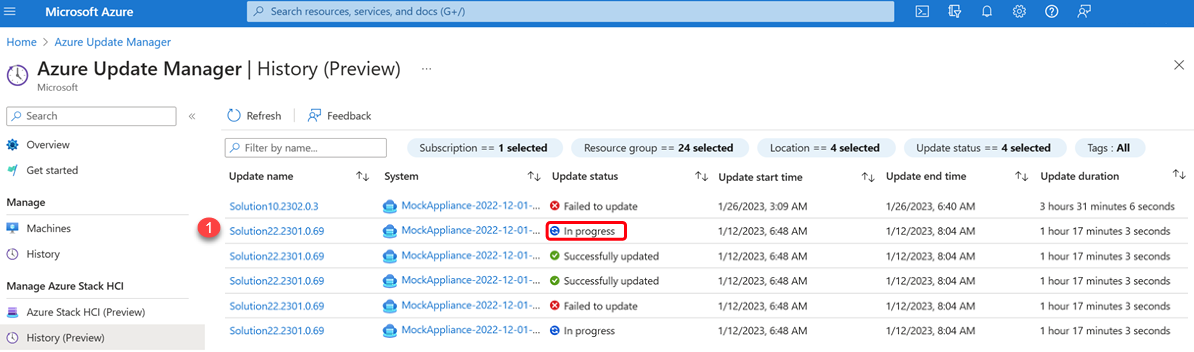 Microsoft Azure Search resources, services, and docs (G+/)
Home > Azure Update Manager
Azure Update Manager | History (Preview) ...
Microsoft
Search « Refresh Feedback
Filter by name... Subscription == 1 selected Resource group == 24 selected Location == 4 selected Update status == 4 selected Tags : All
Overview
Get started
Manage
Machines
History
Manage Azure Stack HCI
Azure Stack HCI (Preview)
History (Preview)
Update name System Update status Update start time Update end time Update duration
Solution10.2302.0.3 MockAppliance-2022-12-01-... Failed to update 1/26/2023, 3:09 AM 1/26/2023, 6:40 AM 3 hours 31 minutes 6 seconds
1 Solution22.2301.0.69 MockAppliance-2022-12-01-... In progress 1/12/2023, 6:48 AM 1/12/2023, 8:04 AM 1 hour 17 minutes 3 seconds
Solution22.2301.0.69 MockAppliance-2022-12-01-... Successfully updated 1/12/2023, 6:48 AM 1/12/2023, 8:04 AM 1 hour 17 minutes 3 seconds
Solution22.2301.0.69 MockAppliance-2022-12-01-... Successfully updated 1/12/2023, 6:48 AM 1/12/2023, 8:04 AM 1 hour 17 minutes 3 seconds
Solution22.2301.0.69 MockAppliance-2022-12-01-... Failed to update 1/12/2023, 6:48 AM 1/12/2023, 8:04 AM 1 hour 17 minutes 3 seconds
Solution22.2301.0.69 MockAppliance-2022-12-01-... In progress 1/12/2023, 6:48 AM 1/12/2023, 8:04 AM 1 hour 17 minutes 3 seconds